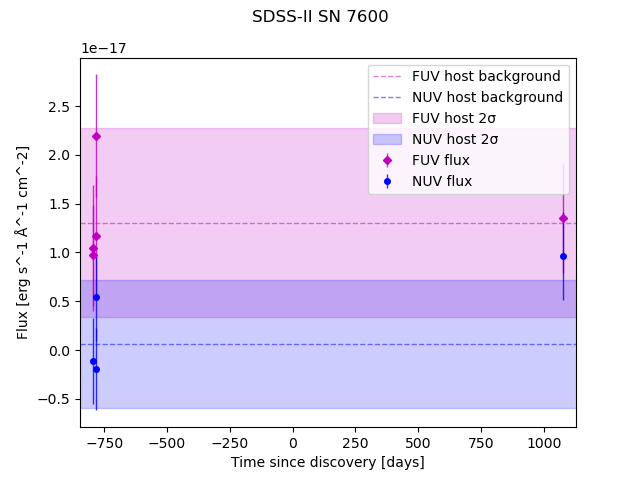 SDSS-II SN 7600
1e−17
FUV host background
NUV host background
FUV host 2σ
NUV host 2σ
FUV flux
NUV flux
2.5
2.0
1.5
1.0
0.5
0.0
−0.5
Flux [erg s^-1 Å^-1 cm^-2]
−750 −500 −250 0 250 500 750 1000
Time since discovery [days]